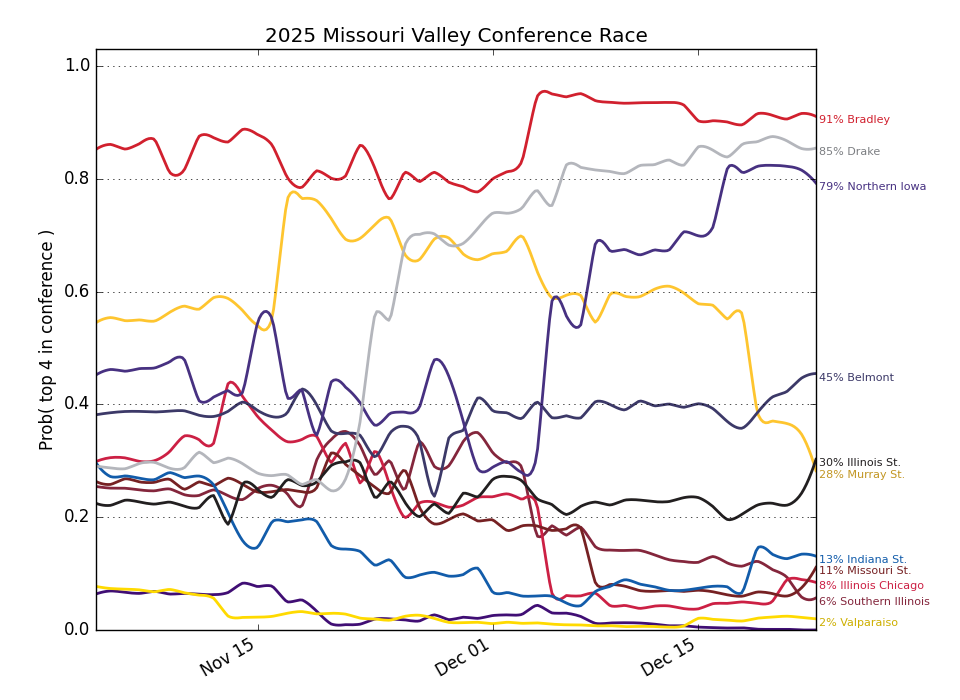 2025 Missouri Valley Conference Race
Prob( top 4 in conference )
1.0
0.8
0.6
0.4
0.2
0.0
Nov 15
Dec 01
Dec 15
91% Bradley
85% Drake
79% Northern Iowa
45% Belmont
30% Illinois St.
28% Murray St.
13% Indiana St.
11% Missouri St.
8% Illinois Chicago
6% Southern Illinois
2% Valparaiso